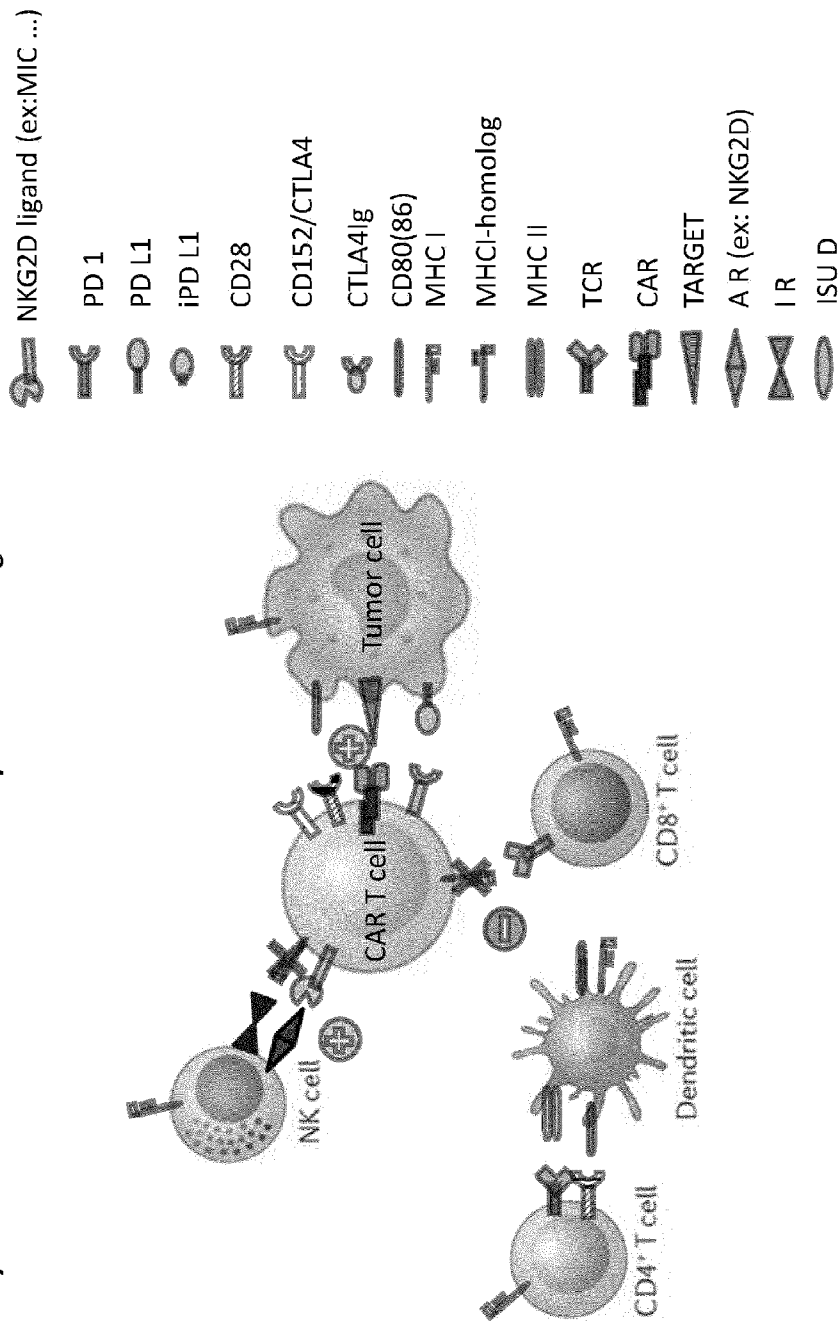 NK cell
CAR T cell
Tumor cell
CD4+ T cell
Dendritic cell
CD8+ T cell
NKG2D ligand (ex:MIC ...)
PD 1
PD L1
iPD L1
CD28
CD152/CTLA4
CTLA4Ig
CD80(86)
MHC I
MHCI-homolog
MHC II
TCR
CAR
TARGET
A R (ex: NKG2D)
I R
ISU D